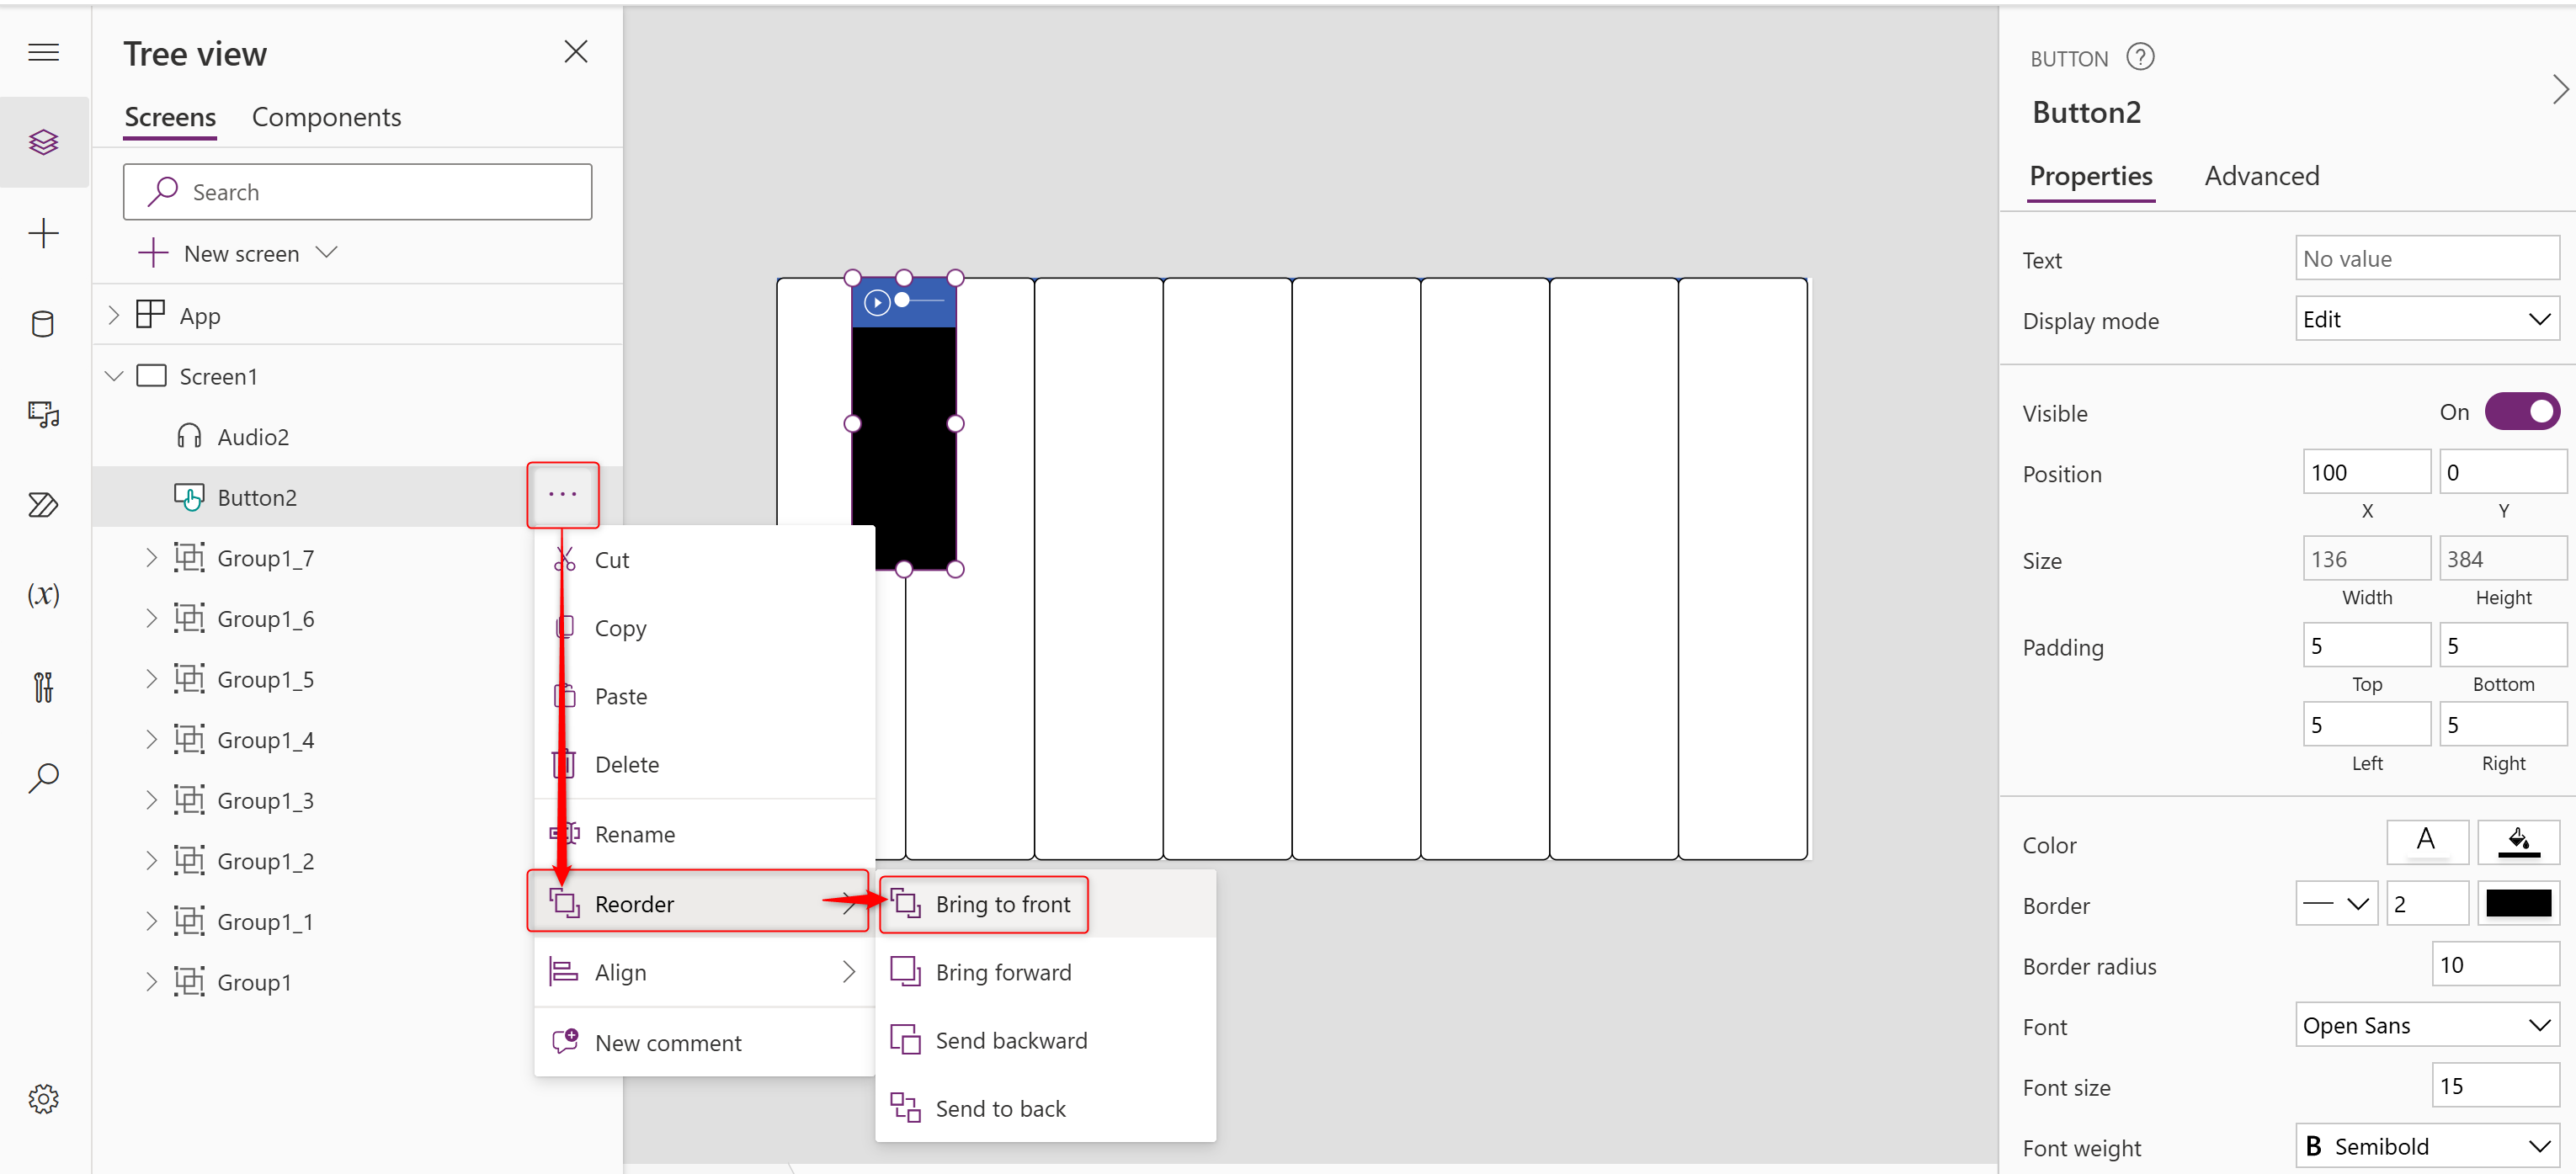 Tree view
Screens Components
Search
New screen
App
Screen1
Audio2
Button2
Group1_7
Group1_6
Group1_5
Group1_4
Group1_3
Group1_2
Group1_1
Group1
(x)
Cut
Copy
Paste
Delete
Rename
Reorder
Align
New comment
Bring to front
Bring forward
Send backward
Send to back
BUTTON ?
Button2
Properties Advanced
Text No value
Display mode Edit
Visible On
Position 100 0
X Y
Size 136 384
Width Height
Padding 5 5
Top Bottom
5 5
Left Right
Color A
Border 2
Border radius 10
Font Open Sans
Font size 15
Font weight B Semibold